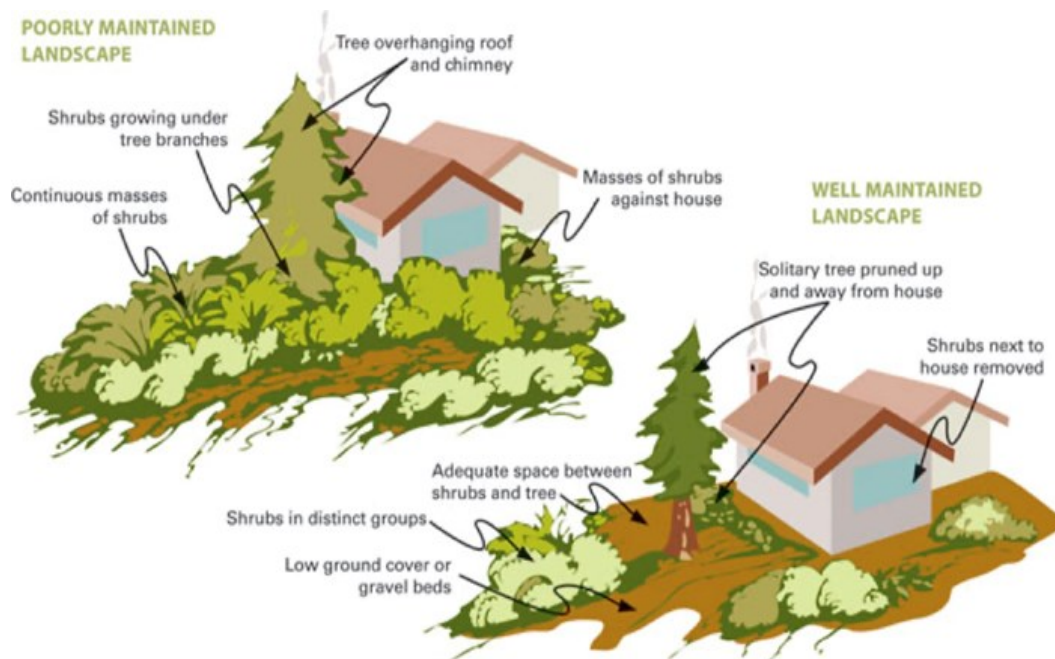 POORLY MAINTAINED
LANDSCAPE
Tree overhanging roof
and chimney
Shrubs growing under
tree branches
Continuous masses
of shrubs
Masses of shrubs
against house
WELL MAINTAINED
LANDSCAPE
Solitary tree pruned up
and away from house
Shrubs next to
house removed
Adequate space between
shrubs and tree
Shrubs in distinct groups
Low ground cover or
gravel beds